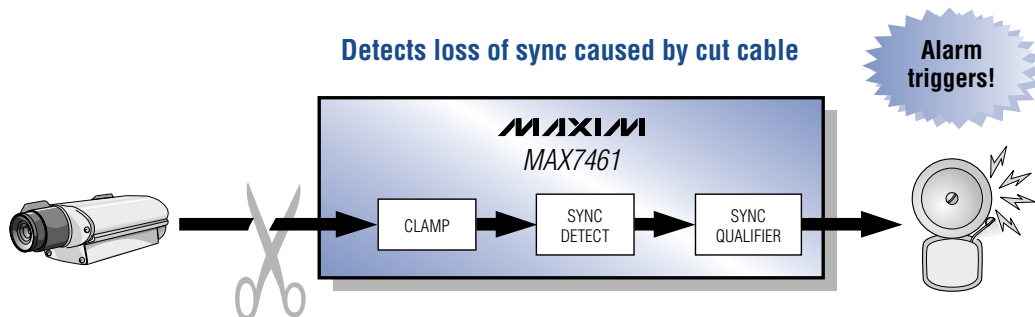 Detects loss of sync caused by cut cable
Alarm
triggers!
MAXIM
MAX7461
CLAMP
SYNC
DETECT
SYNC
QUALIFIER